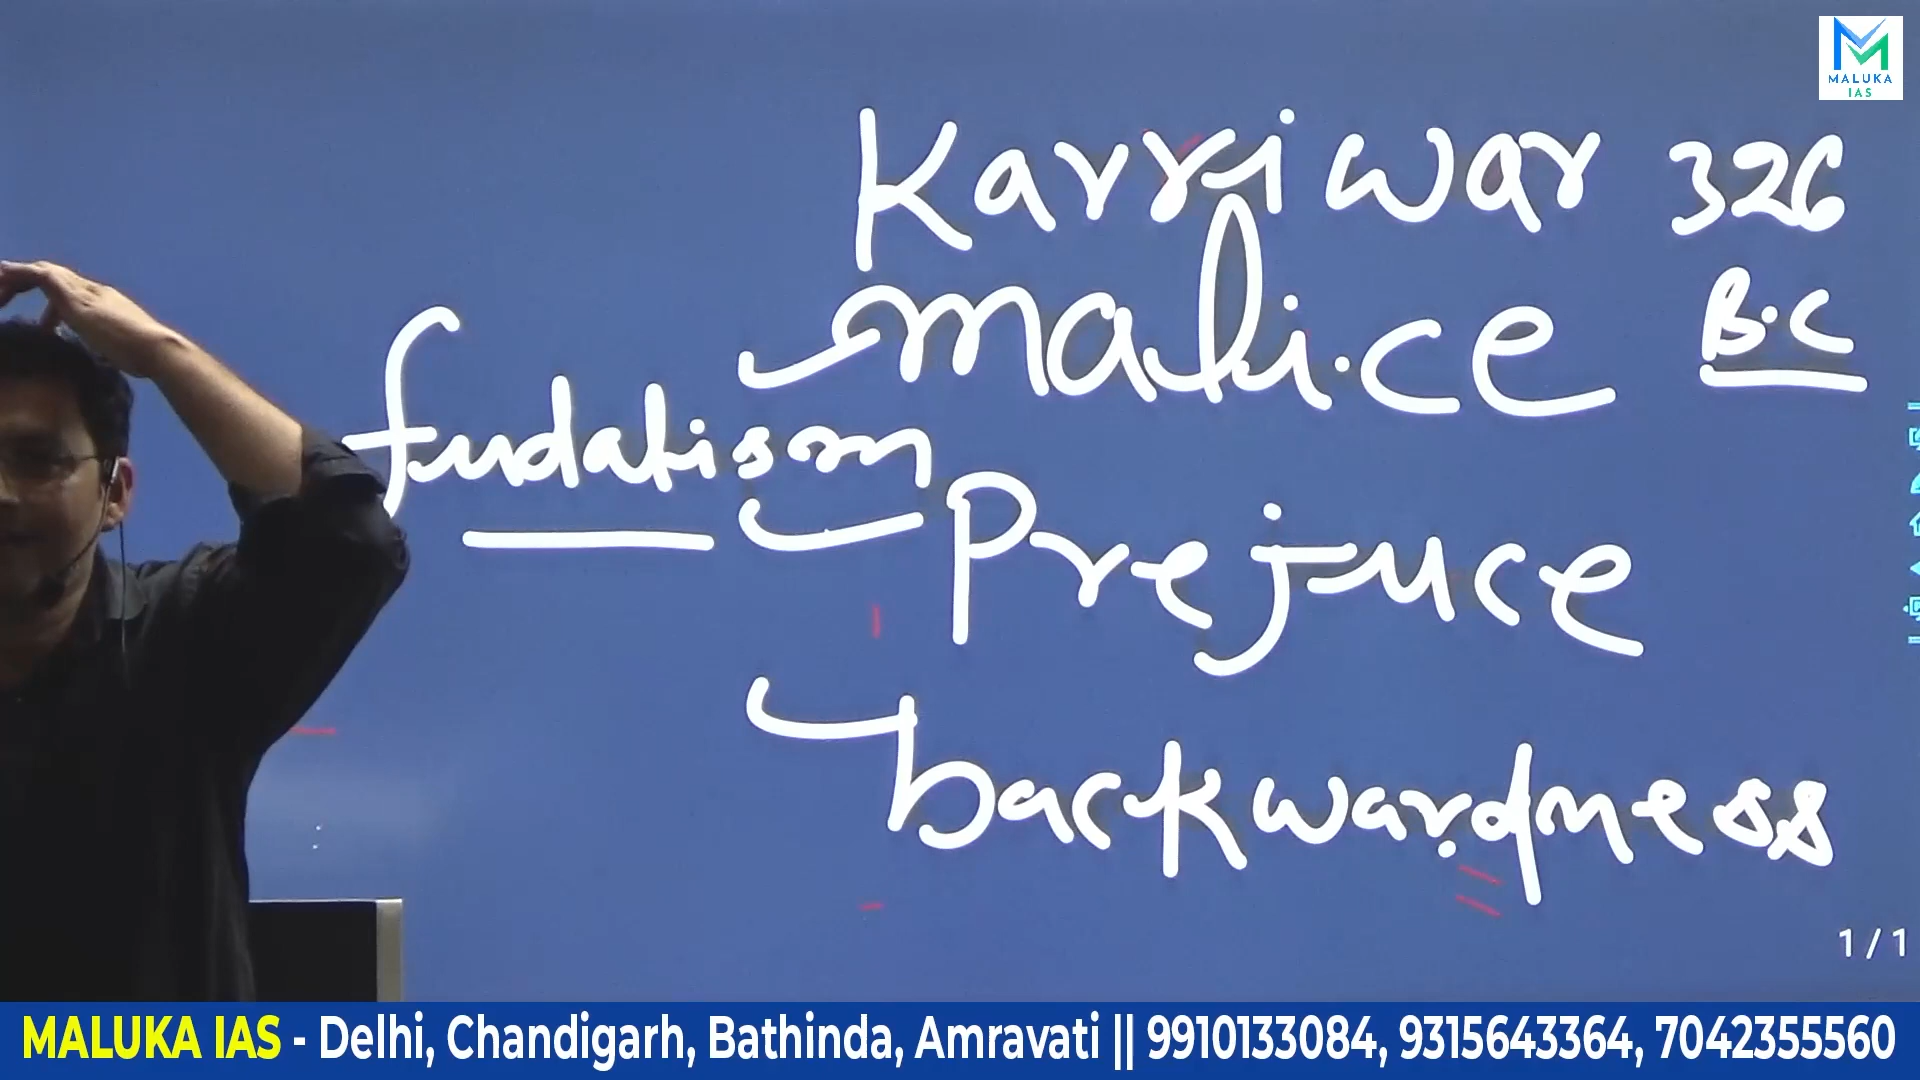 MALUKA
IAS
Karriwar 326
B.C
malice
fudalism
Prejuce
backwardness
1 / 1
MALUKA IAS - Delhi, Chandigarh, Bathinda, Amravati || 9910133084, 9315643364, 7042355560